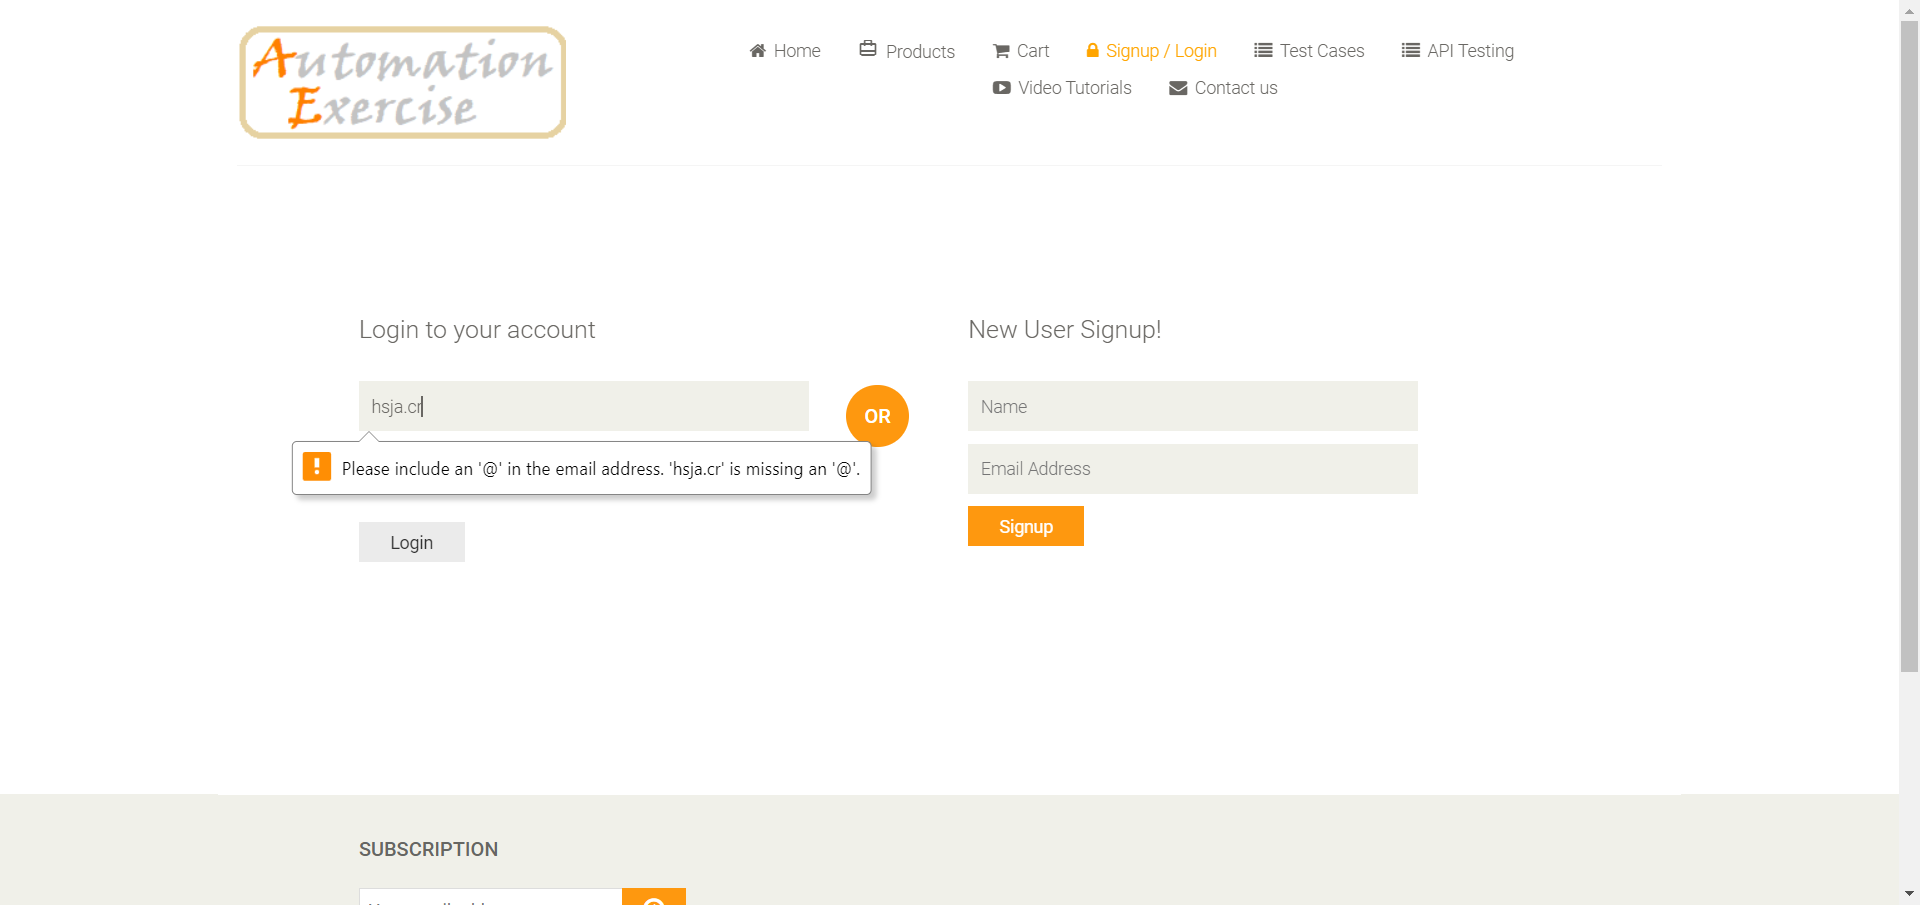 Automation
Exercise
Home
Products
Cart
Signup / Login
Test Cases
API Testing
Video Tutorials
Contact us
Login to your account
New User Signup!
hsja.cr
OR
Name
Please include an '@' in the email address. 'hsja.cr' is missing an '@'.
Email Address
Signup
Login
SUBSCRIPTION